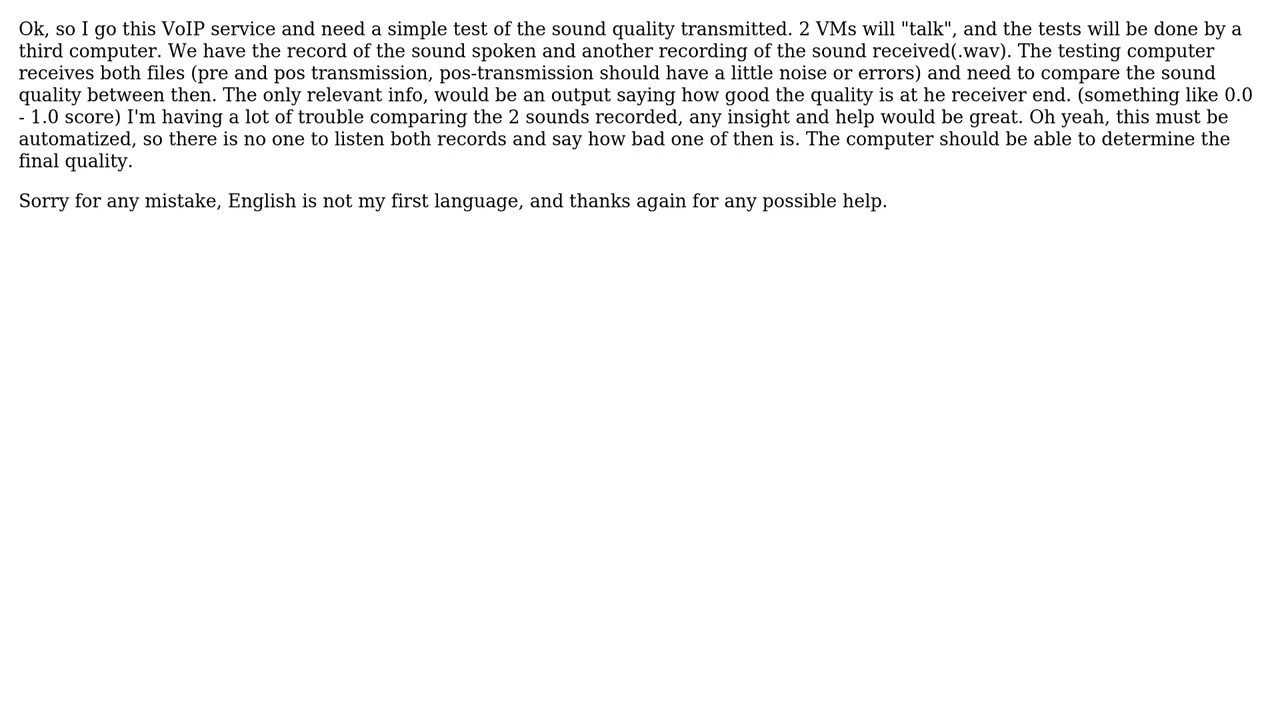 Ok, so I go this VoIP service and need a simple test of the sound quality transmitted. 2 VMs will "talk", and the tests will be done by a
third computer. We have the record of the sound spoken and another recording of the sound received(.wav). The testing computer
receives both files (pre and pos transmission, pos-transmission should have a little noise or errors) and need to compare the sound
quality between then. The only relevant info, would be an output saying how good the quality is at he receiver end. (something like 0.0
- 1.0 score) I'm having a lot of trouble comparing the 2 sounds recorded, any insight and help would be great. Oh yeah, this must be
automatized, so there is no one to listen both records and say how bad one of then is. The computer should be able to determine the
final quality.
Sorry for any mistake, English is not my first language, and thanks again for any possible help.